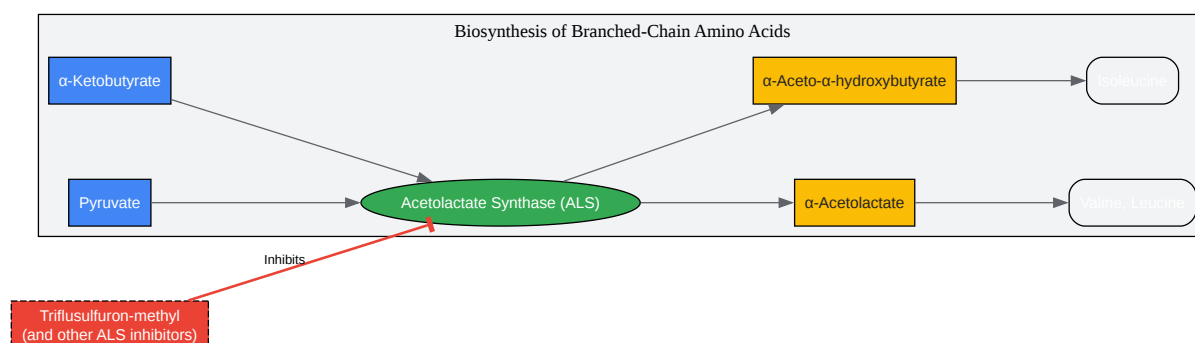 Biosynthesis of Branched-Chain Amino Acids
α-Ketobutyrate
α-Aceto-α-hydroxybutyrate
Isoleucine
Pyruvate
Acetolactate Synthase (ALS)
α-Acetolactate
Valine, Leucine
Inhibits
Triflusulfuron-methyl
(and other ALS inhibitors)